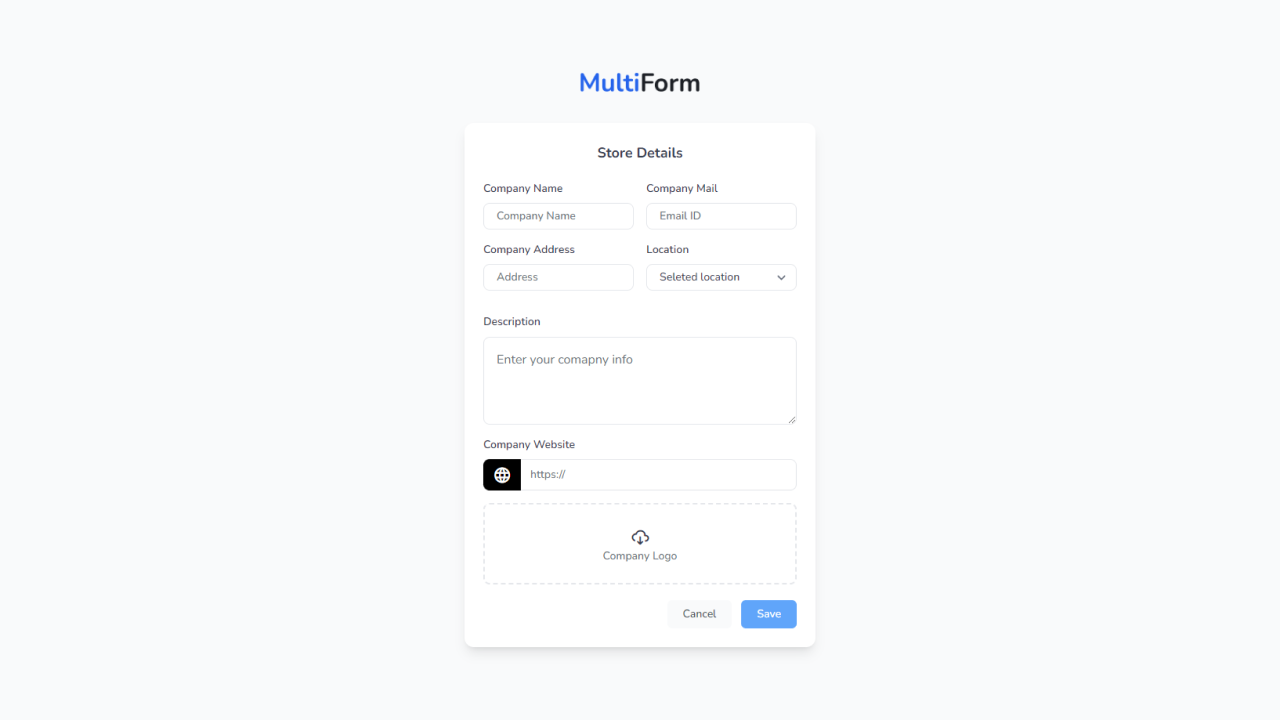 MultiForm
Store Details
Company Name
Company Mail
Company Name
Email ID
Company Address
Location
Address
Seleted location
Description
Enter your comapny info
Company Website
https://
Company Logo
Cancel
Save